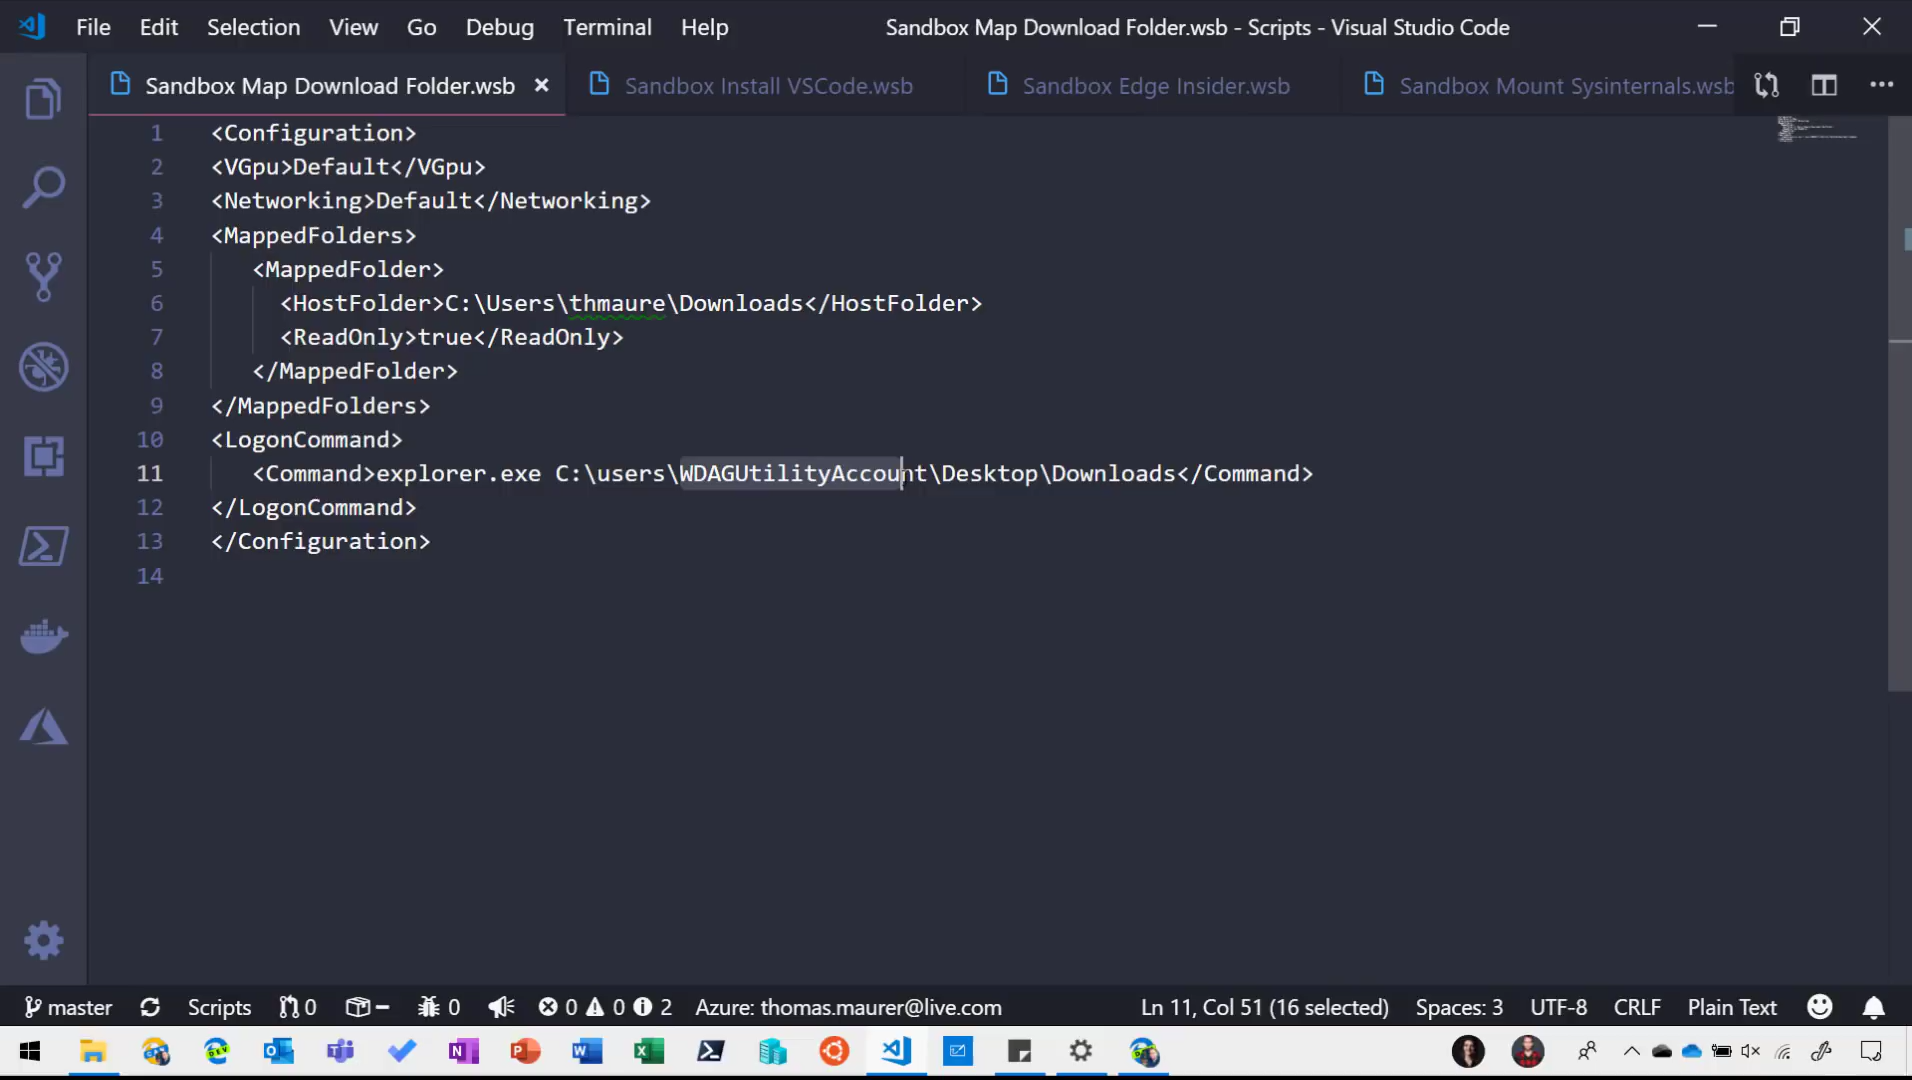 File Edit Selection View Go Debug Terminal Help Sandbox Map Download Folder.wsb - Scripts - Visual Studio Code
Sandbox Map Download Folder.wsb Sandbox Install VSCode.wsb Sandbox Edge Insider.wsb Sandbox Mount Sysinternals.wsb
1 <Configuration>
2 <VGpu>Default</VGpu>
3 <Networking>Default</Networking>
4 <MappedFolders>
5 <MappedFolder>
6 <HostFolder>C:\Users\thmaure\Downloads</HostFolder>
7 <ReadOnly>true</ReadOnly>
8 </MappedFolder>
9 </MappedFolders>
10 <LogonCommand>
11 <Command>explorer.exe C:\users\WDAGUtilityAccount\Desktop\Downloads</Command>
12 </LogonCommand>
13 </Configuration>
14
master Scripts 0 0 0 0 2 Azure: thomas.maurer@live.com Ln 11, Col 51 (16 selected) Spaces: 3 UTF-8 CRLF Plain Text